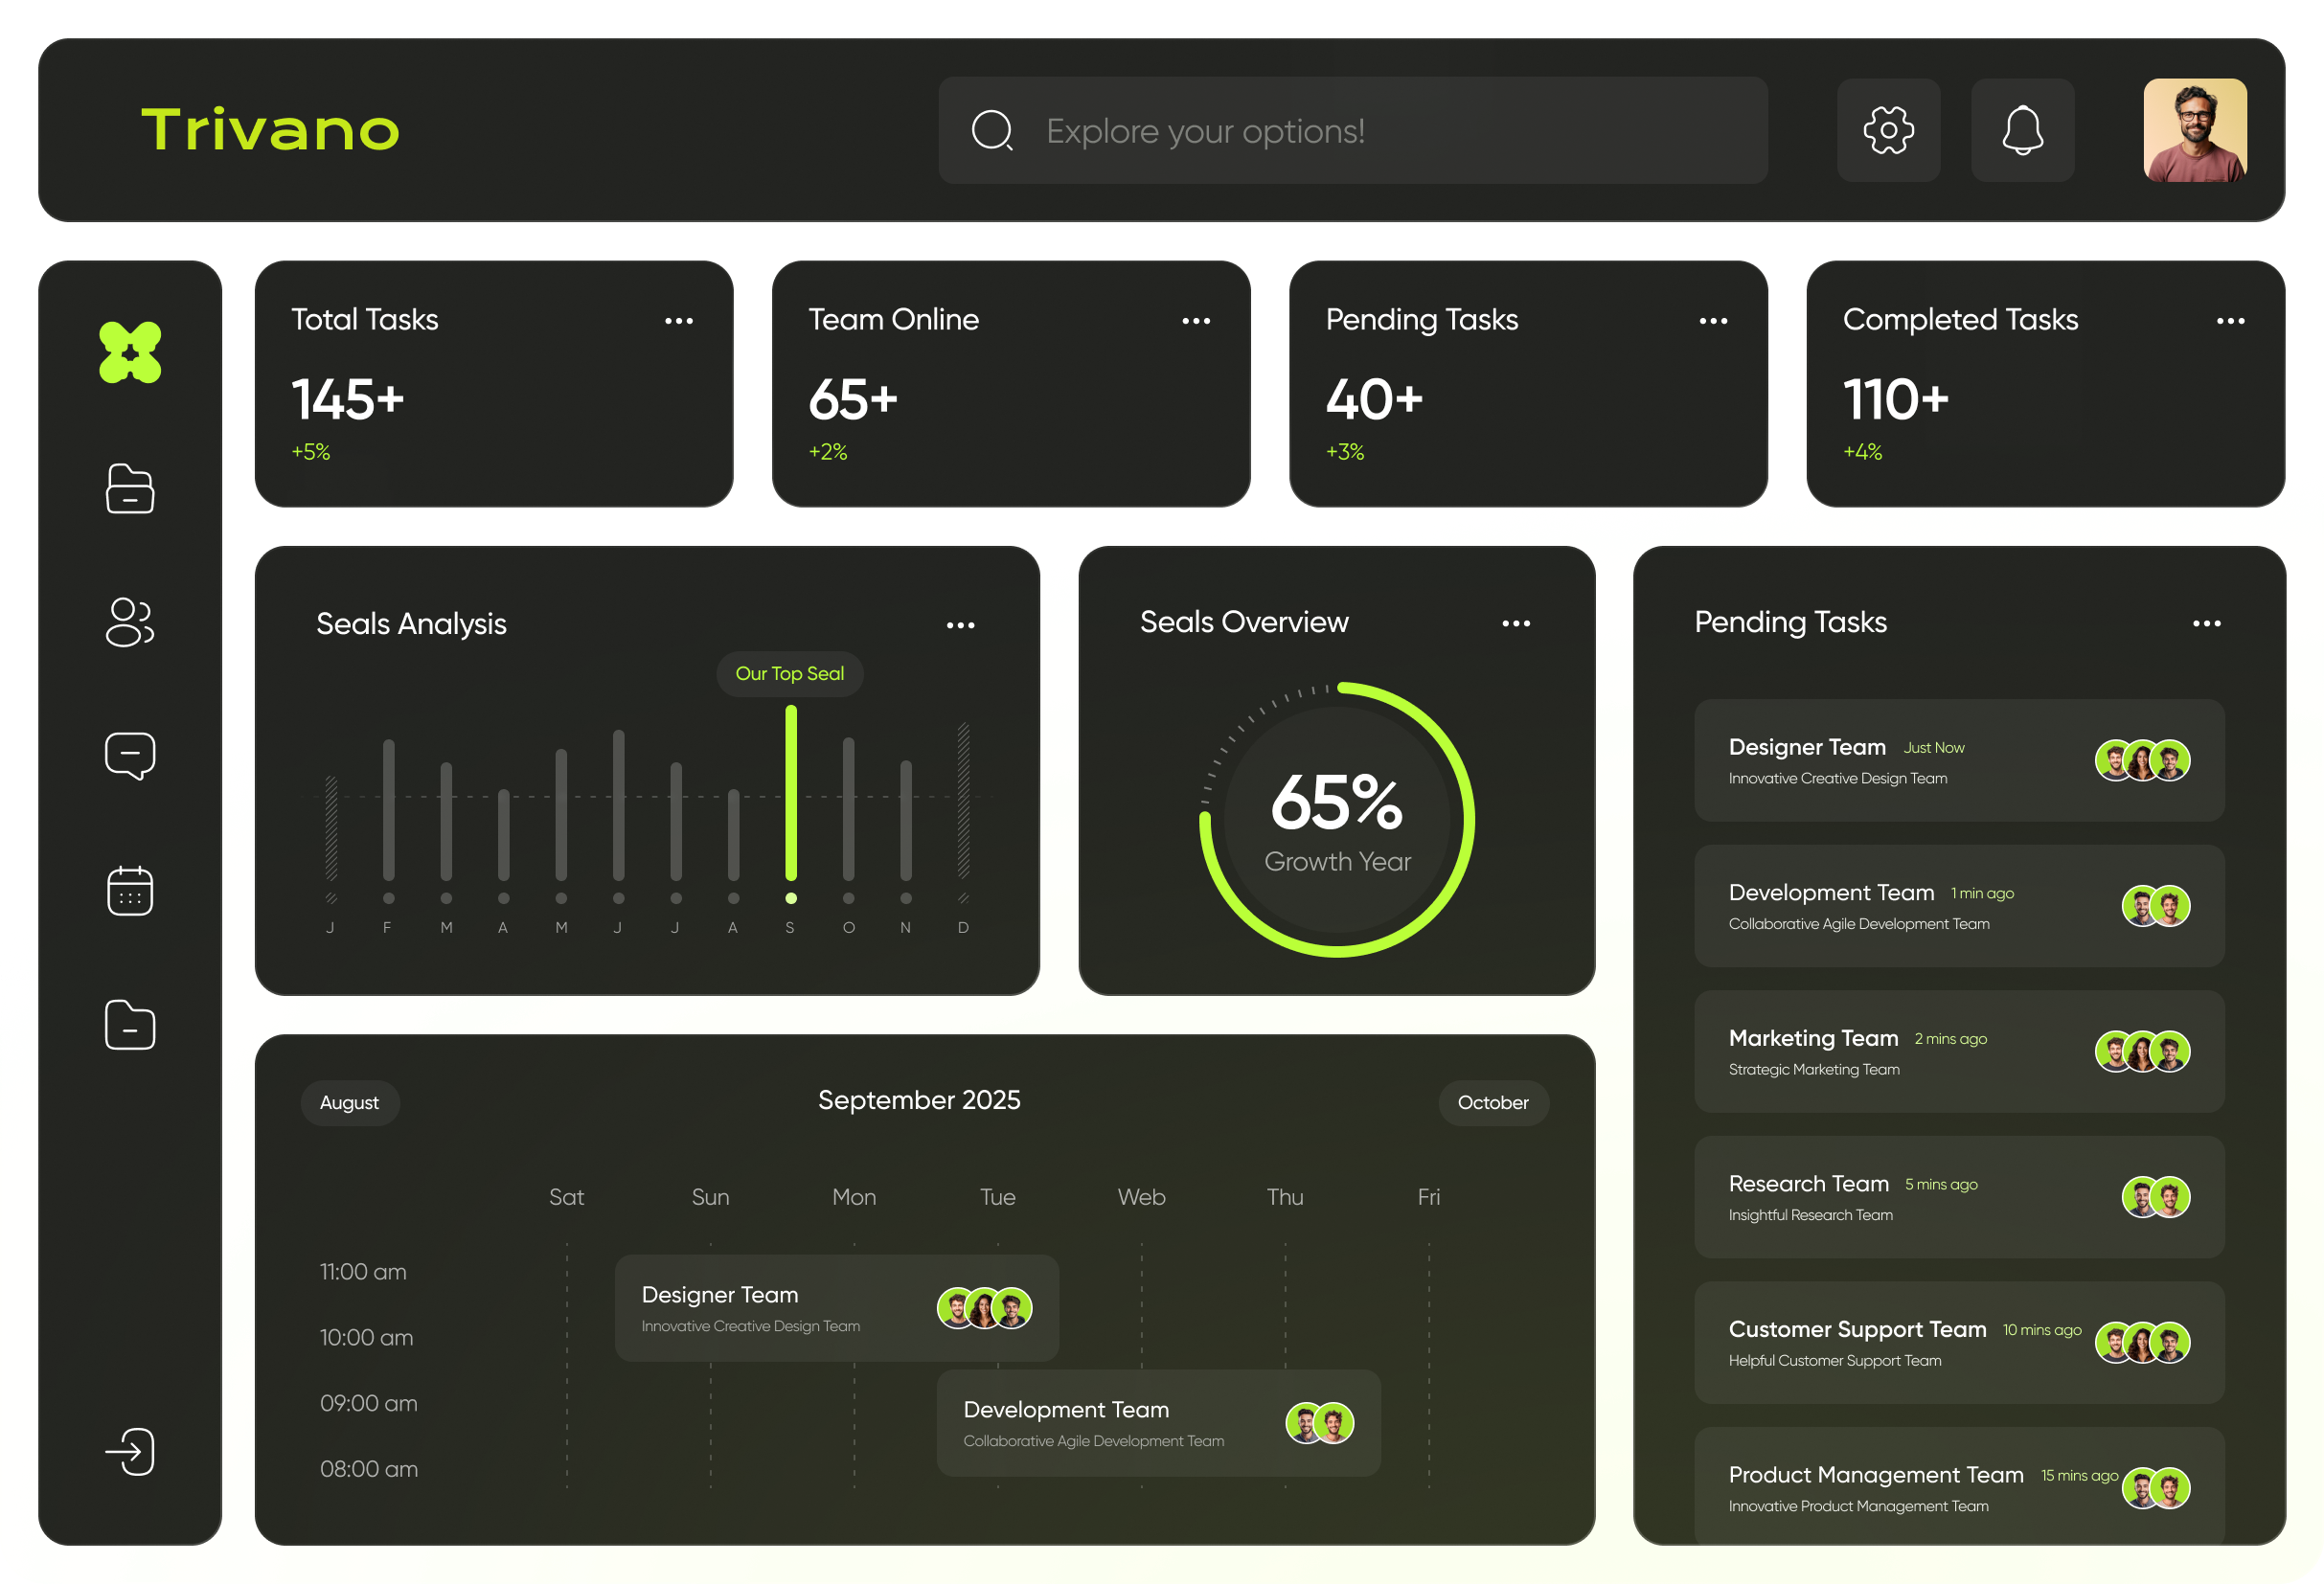 Trivano
Explore your options!
Total Tasks
145+
+5%
Team Online
65+
+2%
Pending Tasks
40+
+3%
Completed Tasks
110+
+4%
Seals Analysis
Our Top Seal
J F M A M J J A S O N D
Seals Overview
65%
Growth Year
Pending Tasks
Designer Team Just Now
Innovative Creative Design Team
Development Team 1 min ago
Collaborative Agile Development Team
Marketing Team 2 mins ago
Strategic Marketing Team
Research Team 5 mins ago
Insightful Research Team
Customer Support Team 10 mins ago
Helpful Customer Support Team
Product Management Team 15 mins ago
Innovative Product Management Team
August
September 2025
October
Sat Sun Mon Tue Web Thu Fri
11:00 am
10:00 am
09:00 am
08:00 am
Designer Team
Innovative Creative Design Team
Development Team
Collaborative Agile Development Team